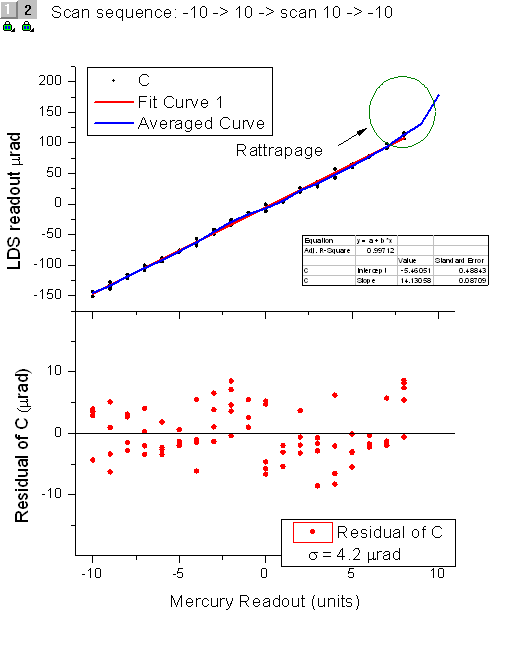 1 2 Scan sequence: -10 -> 10 -> scan 10 -> -10
200
150
100
50
0
-50
-100
-150
LDS readout μrad
C
Fit Curve 1
Averaged Curve
Rattrapage
Equation y = a + b*x
Adj. R-Square 0.99712
Value Standard Error
C Intercept -5.46051 0.48843
C Slope 14.13058 0.08709
10
0
-10
Residual of C (μrad)
Residual of C
σ = 4.2 μrad
-10 -5 0 5 10
Mercury Readout (units)